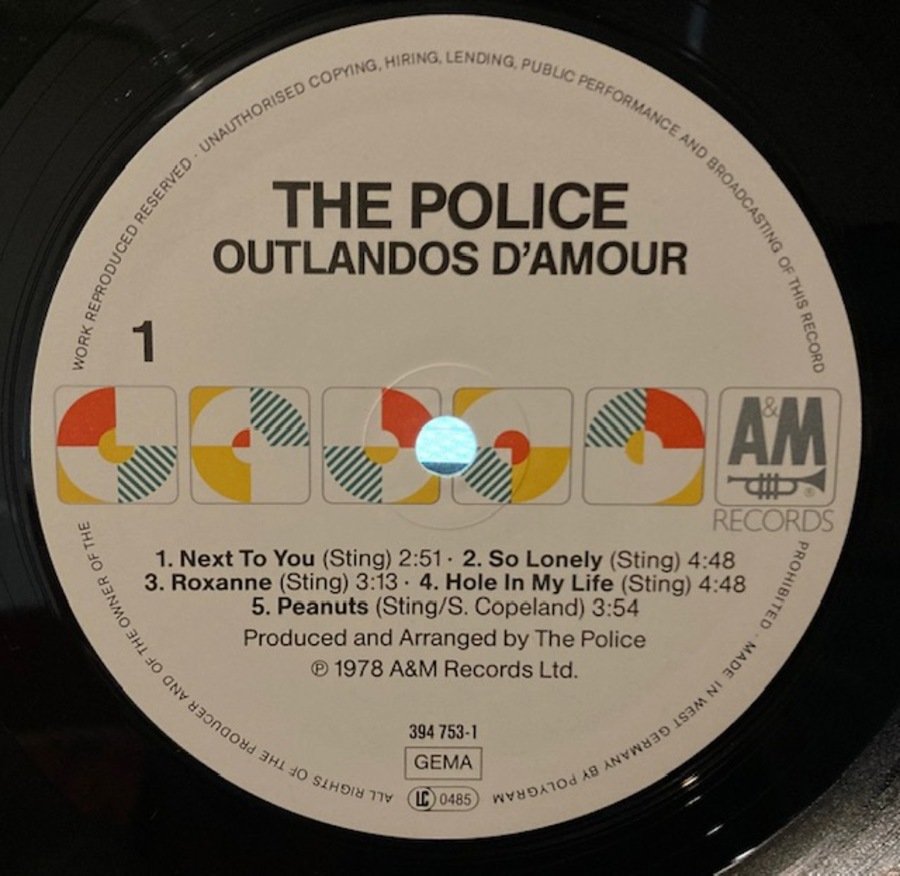 THE POLICE
OUTLANDOS D'AMOUR
1
A&M
®
RECORDS
1. Next To You (Sting) 2:51 · 2. So Lonely (Sting) 4:48
3. Roxanne (Sting) 3:13 · 4. Hole In My Life (Sting) 4:48
5. Peanuts (Sting/S. Copeland) 3:54
Produced and Arranged by The Police
℗ 1978 A&M Records Ltd.
394 753-1
GEMA
LC 0485
ALL RIGHTS OF THE PRODUCER AND OF THE OWNER OF THE WORK REPRODUCED RESERVED · UNAUTHORISED COPYING, HIRING, LENDING, PUBLIC PERFORMANCE AND BROADCASTING OF THIS RECORD PROHIBITED · MADE IN WEST GERMANY BY POLYGRAM